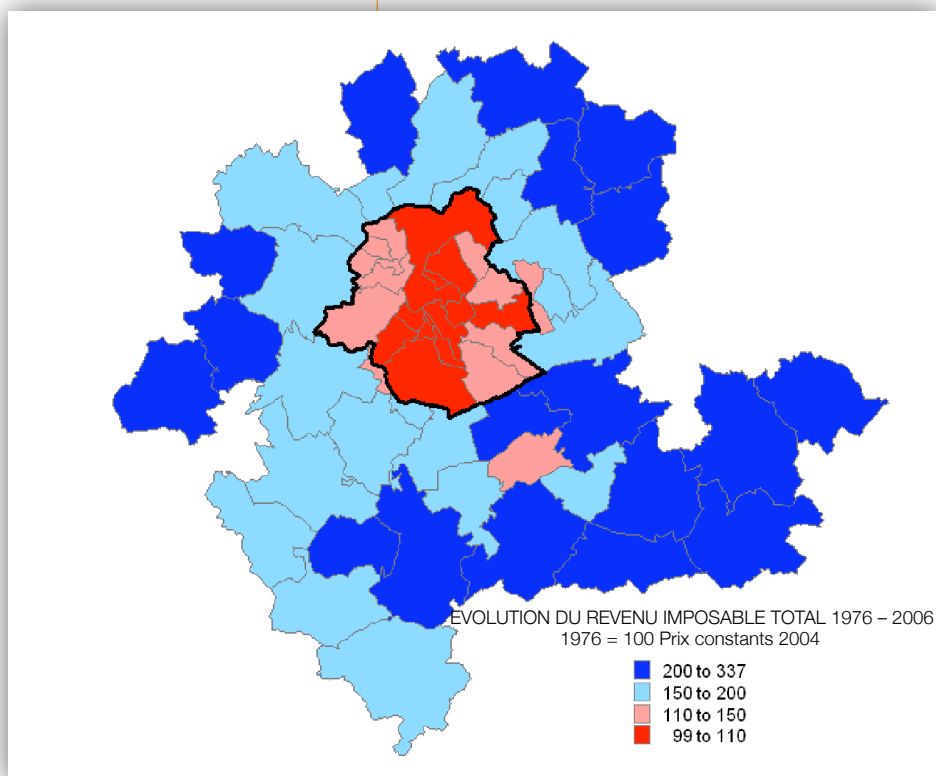 EVOLUTION DU REVENU IMPOSABLE TOTAL 1976 – 2006
1976 = 100 Prix constants 2004
200 to 337
150 to 200
110 to 150
99 to 110